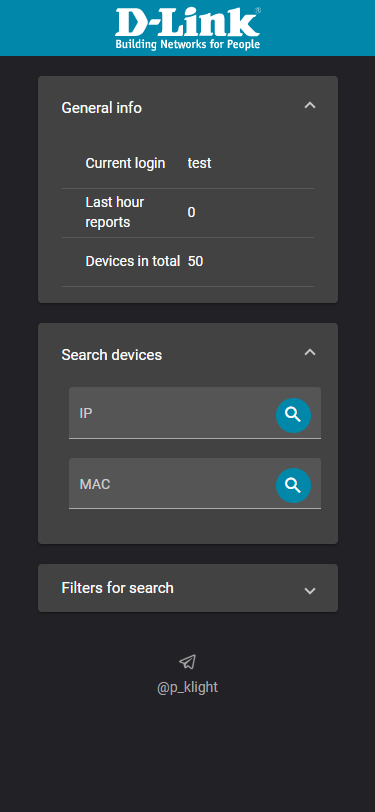 D-Link®
Building Networks for People
General info
Current login test
Last hour
reports 0
Devices in total 50
Search devices
IP
MAC
Filters for search
@p_klight